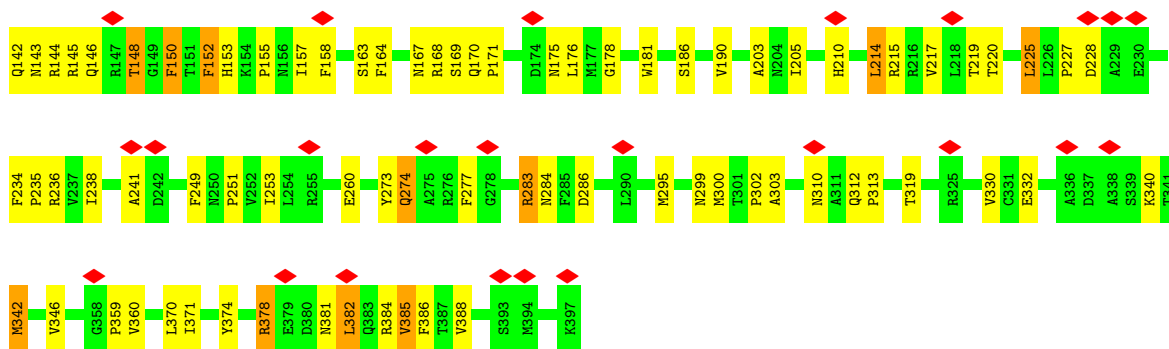 Q142 N143 R144 R145 Q146 R147 T148 G149 F150 T151 F152 H153 K154 P155 N156 I157 F158 S163 F164 N167 R168 S169 Q170 P171 D174 N175 L176 M177 G178 W181 S186 V190 A203 N204 I205 H210 L214 R215 R216 V217 L218 T219 T220 L225 L226 P227 D228 A229 E230
F234 P235 R236 V237 I238 A241 D242 F249 N250 P251 V252 I253 L254 R255 E260 Y273 Q274 A275 R276 F277 G278 R283 N284 F285 D286 L290 M295 N299 M300 T301 P302 A303 N310 A311 Q312 P313 T319 R325 V330 C331 E332 A336 D337 A338 S339 K340 T341
M342 V346 G358 P359 V360 L370 I371 Y374 R378 E379 D380 N381 L382 Q383 R384 V385 F386 T387 V388 S393 M394 K397